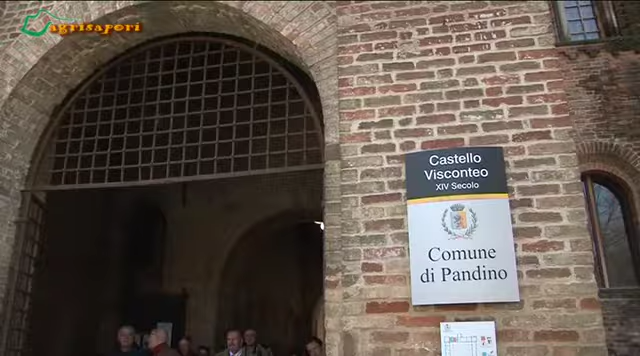 agrisapori
Castello
Visconteo
XIV Secolo
Comune
di Pandino